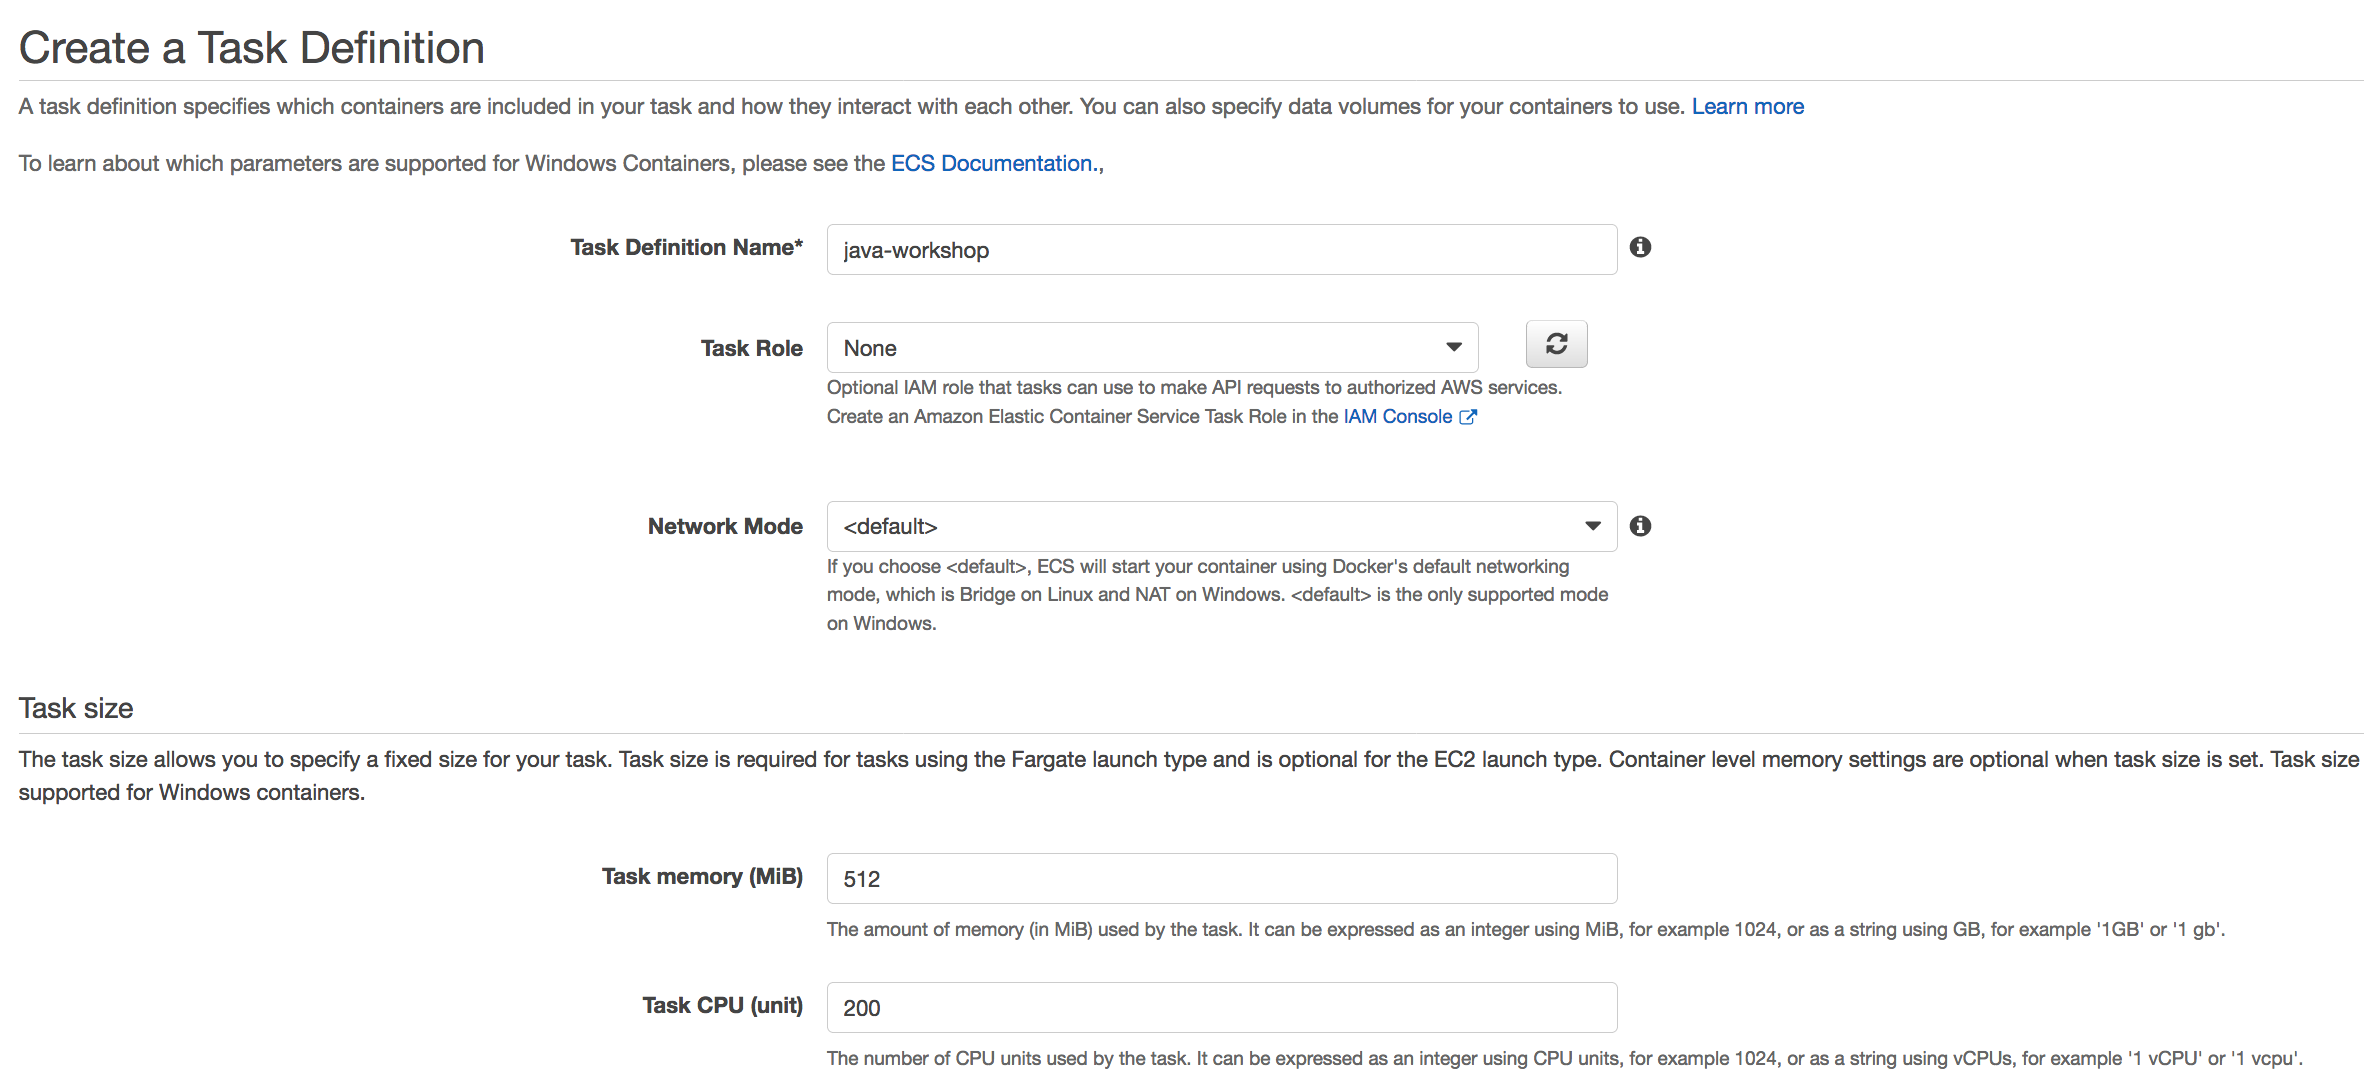 Create a Task Definition
A task definition specifies which containers are included in your task and how they interact with each other. You can also specify data volumes for your containers to use. Learn more
To learn about which parameters are supported for Windows Containers, please see the ECS Documentation.,
Task Definition Name*
java-workshop
Task Role
None
Optional IAM role that tasks can use to make API requests to authorized AWS services.
Create an Amazon Elastic Container Service Task Role in the IAM Console
Network Mode
<default>
If you choose <default>, ECS will start your container using Docker's default networking
mode, which is Bridge on Linux and NAT on Windows. <default> is the only supported mode
on Windows.
Task size
The task size allows you to specify a fixed size for your task. Task size is required for tasks using the Fargate launch type and is optional for the EC2 launch type. Container level memory settings are optional when task size is set. Task size
supported for Windows containers.
Task memory (MiB)
512
The amount of memory (in MiB) used by the task. It can be expressed as an integer using MiB, for example 1024, or as a string using GB, for example '1GB' or '1 gb'.
Task CPU (unit)
200
The number of CPU units used by the task. It can be expressed as an integer using CPU units, for example 1024, or as a string using vCPUs, for example '1 vCPU' or '1 vcpu'.